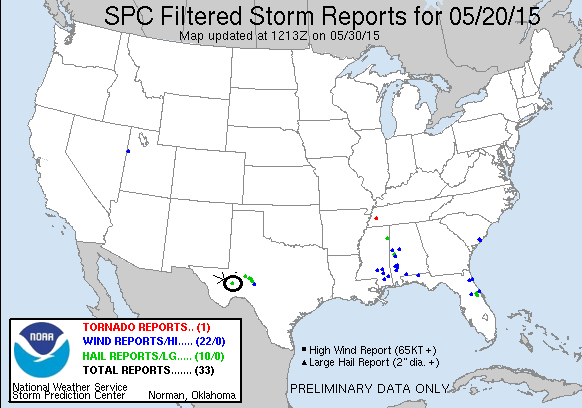 SPC Filtered Storm Reports for 05/20/15
Map updated at 1213Z on 05/30/15
NOAA
TORNADO REPORTS.. (1)
WIND REPORTS/HI..... (22/0)
HAIL REPORTS/LG..... (10/0)
TOTAL REPORTS....... (33)
National Weather Service
Storm Prediction Center Norman, Oklahoma
High Wind Report (65KT +)
Large Hail Report (2" dia. +)
PRELIMINARY DATA ONLY